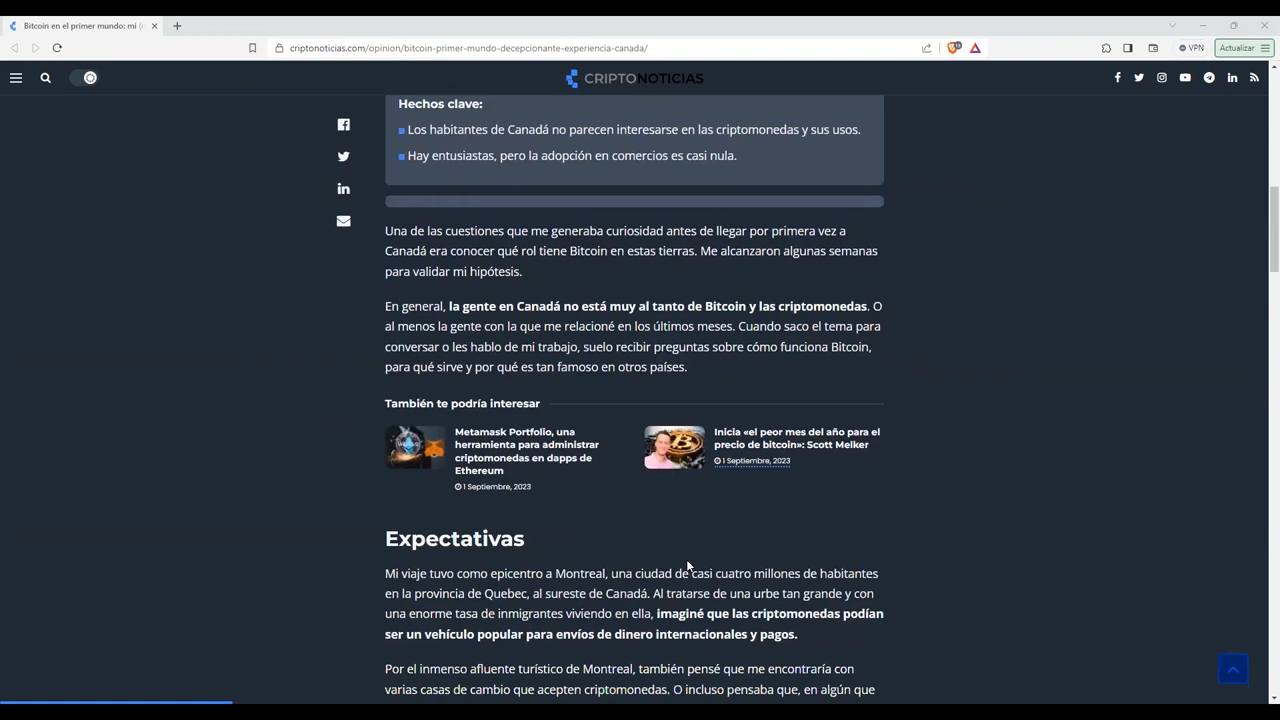 Bitcoin en el primer mundo: mi
criptonoticias.com/opinion/bitcoin-primer-mundo-decepcionante-experiencia-canada/
VPN
Actualizar
CRIPTONOTICIAS
Hechos clave:
Los habitantes de Canadá no parecen interesarse en las criptomonedas y sus usos.
Hay entusiastas, pero la adopción en comercios es casi nula.
Una de las cuestiones que me generaba curiosidad antes de llegar por primera vez a
Canadá era conocer qué rol tiene Bitcoin en estas tierras. Me alcanzaron algunas semanas
para validar mi hipótesis.
En general, la gente en Canadá no está muy al tanto de Bitcoin y las criptomonedas. O
al menos la gente con la que me relacioné en los últimos meses. Cuando saco el tema para
conversar o les hablo de mi trabajo, suelo recibir preguntas sobre cómo funciona Bitcoin,
para qué sirve y por qué es tan famoso en otros países.
También te podría interesar
Metamask Portfolio, una
herramienta para administrar
criptomonedas en dapps de
Ethereum
1 Septiembre, 2023
Inicia «el peor mes del año para el
precio de bitcoin»: Scott Melker
1 Septiembre, 2023
Expectativas
Mi viaje tuvo como epicentro a Montreal, una ciudad de casi cuatro millones de habitantes
en la provincia de Quebec, al sureste de Canadá. Al tratarse de una urbe tan grande y con
una enorme tasa de inmigrantes viviendo en ella, imaginé que las criptomonedas podían
ser un vehículo popular para envíos de dinero internacionales y pagos.
Por el inmenso afluente turístico de Montreal, también pensé que me encontraría con
varias casas de cambio que acepten criptomonedas. O incluso pensaba que, en algún que